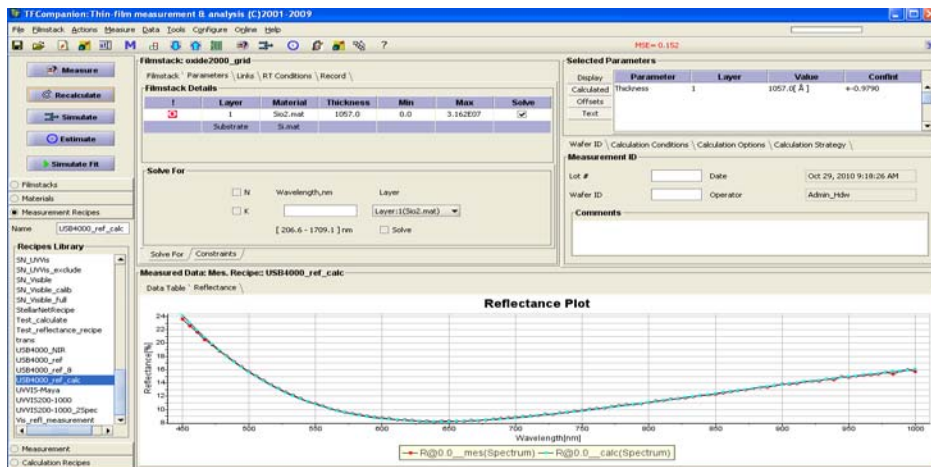 TFCompanion: Thin-film measurement & analysis (C)2001-2009
File Filmstack Actions Measure Data Tools Configure Online Help
MSE= 0.152
Measure
Recalculate
Simulate
Estimate
Simulate Fit
Filmstacks
Materials
Measurement Recipes
Name USB4000_ref_calc
Recipes Library
SN_UVVis
SN_UVVis_exclude
SN_Visible
SN_Visible_calib
SN_Visible_full
StellarNetRecipe
Test_calculate
Test_reflectance_recipe
trans
USB4000_NIR
USB4000_ref
USB4000_ref_8
USB4000_ref_calc
UVVIS-Maya
UVVIS200-1000
UVVIS200-1000_2Spec
Vis_refl_measurement
Measurement
Calculation Recipes
Filmstack: oxide2000_grid
Filmstack Parameters Links RT Conditions Record
Filmstack Details
! Layer Material Thickness Min Max Solve
1 Sio2.mat 1057.0 0.0 3.162E07
Substrate Si.mat
Solve For
N Wavelength,nm Layer
K Layer:1(Sio2.mat)
[ 206.6 - 1709.1 ] nm Solve
Solve For Constraints
Selected Parameters
Display
Calculated
Offsets
Text
Parameter Layer Value ConfInt
Thickness 1 1057.0[ Å ] +-0.9790
Wafer ID Calculation Conditions Calculation Options Calculation Strategy
Measurement ID
Lot # Date Oct 29, 2010 9:18:26 AM
Wafer ID Operator Admin_Hdw
Comments
Measured Data: Mes. Recipe:: USB4000_ref_calc
Data Table Reflectance
Reflectance Plot
Reflectance[%]
24
22
20
18
16
14
12
10
8
450 500 550 600 650 700 750 800 850 900 950 1000
Wavelength[nm]
R@0.0__mes(Spectrum) R@0.0__calc(Spectrum)